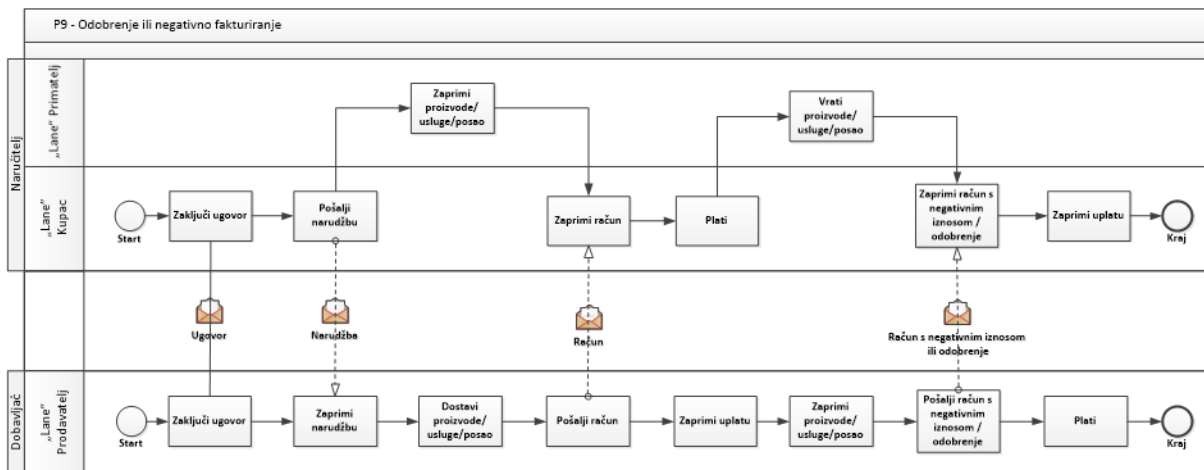 P9 - Odobrenje ili negativno fakturiranje
Naručitelj
„Lane” Primatelj
Zaprimi
proizvode/
usluge/posao
Vrati
proizvode/
usluge/posao
„Lane”
Kupac
Start
Zaključi ugovor
Pošalji
narudžbu
Zaprimi račun
Plati
Zaprimi račun s
negativnim
iznosom /
odobrenje
Zaprimi uplatu
Kraj
Ugovor
Narudžba
Račun
Račun s negativnim iznosom
ili odobrenje
Dobavljač
„Lane”
Prodavatelj
Start
Zaključi ugovor
Zaprimi
narudžbu
Dostavi
proizvode/
usluge/posao
Pošalji račun
Zaprimi uplatu
Zaprimi
proizvode/
usluge/posao
Pošalji račun s
negativnim
iznosom /
odobrenje
Plati
Kraj